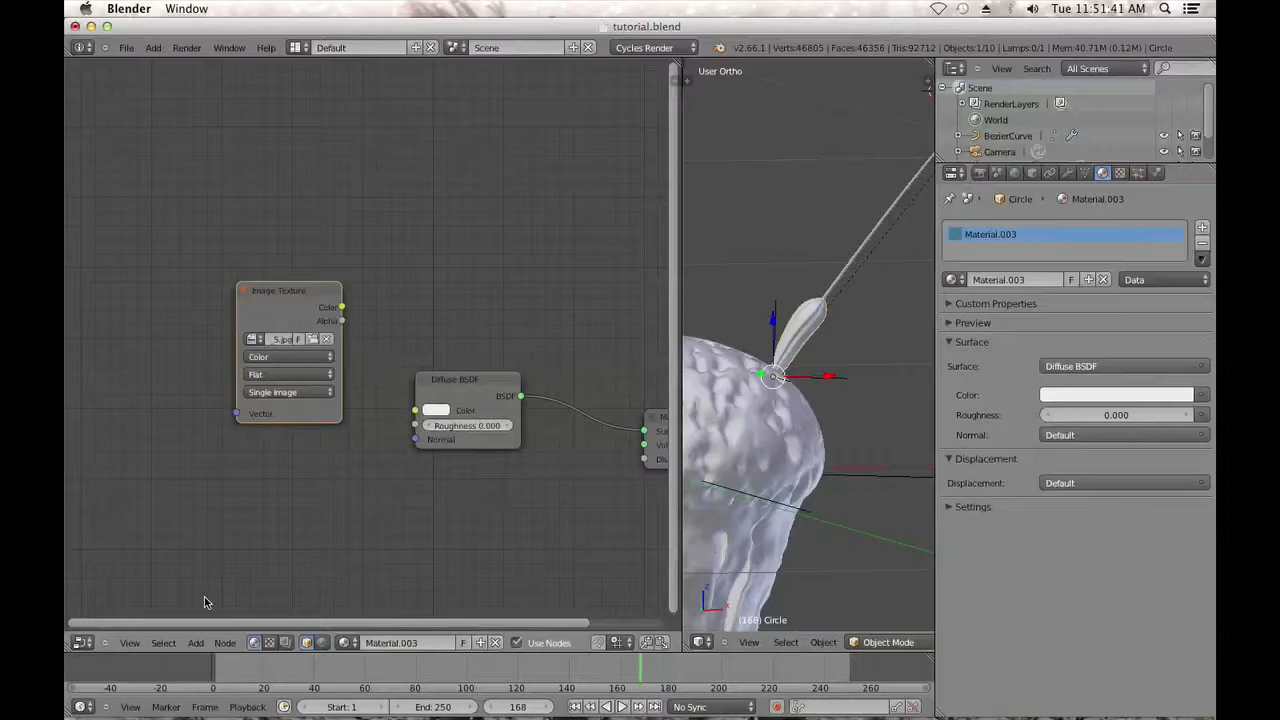 Blender Window Tue 11:51:41 AM
tutorial.blend
File Add Render Window Help Default Scene Cycles Render v2.66.1 | Verts:46805 | Faces:46356 | Tris:92712 | Objects:1/10 | Lamps:0/1 | Mem:40.71M (0.12M) | Circle
User Ortho
View Search All Scenes
Scene
RenderLayers
World
BezierCurve
Camera
Circle Material.003
Material.003
Material.003 F Data
Custom Properties
Preview
Surface
Surface: Diffuse BSDF
Color:
Roughness: 0.000
Normal: Default
Displacement
Displacement: Default
Settings
Image Texture
Color
Alpha
_5.jpg F
Color
Flat
Single Image
Vector
Diffuse BSDF
BSDF
Color
Roughness 0.000
Normal
Ma
Sur
Vol
Dis
z
x
(168) Circle
View Select Add Node Material.003 F Use Nodes
View Select Object Object Mode
-40 -20 0 20 40 60 80 100 120 140 160 180 200 220 240 260
View Marker Frame Playback Start: 1 End: 250 168 No Sync